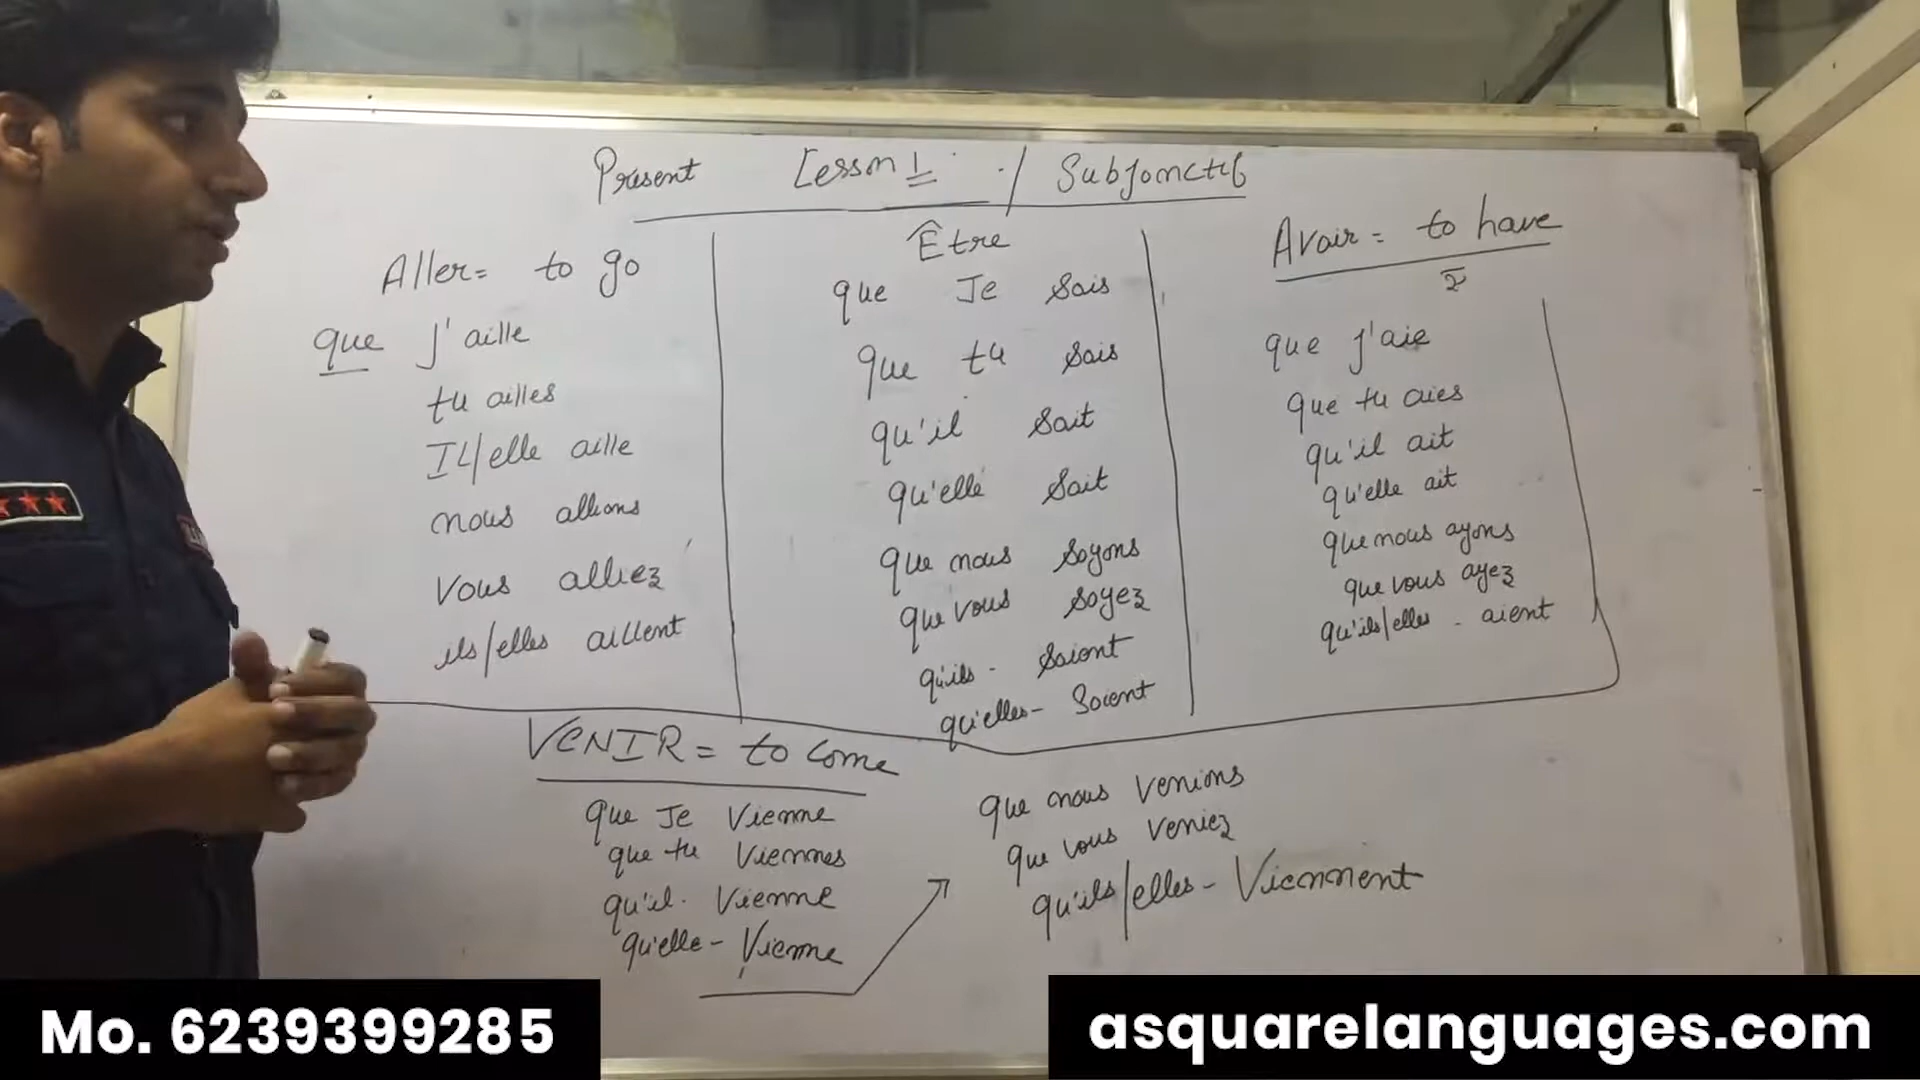 Present Lesson 1 / Subjonctif
Aller = to go
que j'aille
tu ailles
Il/elle aille
nous allions
vous alliez
ils/elles aillent
Être
que Je Sois
que tu Sois
qu'il Soit
qu'elle Soit
que nous Soyons
que vous Soyez
qu'ils - Soient
qu'elles - Soient
Avoir = to have
que j'aie
que tu aies
qu'il ait
qu'elle ait
que nous ayons
que vous ayez
qu'ils/elles - aient
VENIR = to come
que Je Vienne
que tu Viennes
qu'il. Vienne
qu'elle - Vienne
que nous Venions
que vous Veniez
qu'ils/elles - Viennent
Mo. 6239399285
asquarelanguages.com